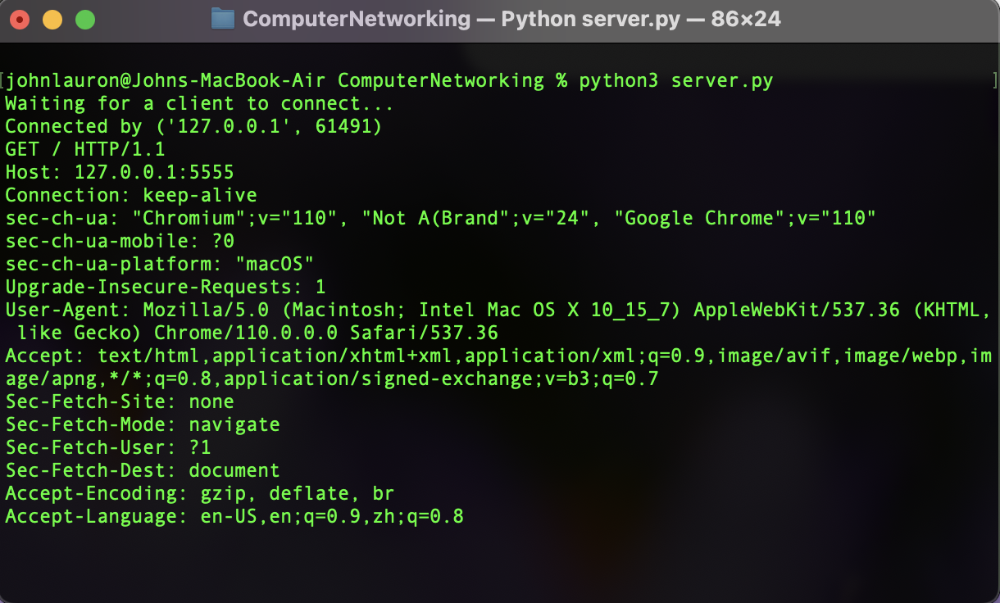 ComputerNetworking — Python server.py — 86×24
[johnlauron@Johns-MacBook-Air ComputerNetworking % python3 server.py ]
Waiting for a client to connect...
Connected by ('127.0.0.1', 61491)
GET / HTTP/1.1
Host: 127.0.0.1:5555
Connection: keep-alive
sec-ch-ua: "Chromium";v="110", "Not A(Brand";v="24", "Google Chrome";v="110"
sec-ch-ua-mobile: ?0
sec-ch-ua-platform: "macOS"
Upgrade-Insecure-Requests: 1
User-Agent: Mozilla/5.0 (Macintosh; Intel Mac OS X 10_15_7) AppleWebKit/537.36 (KHTML,
 like Gecko) Chrome/110.0.0.0 Safari/537.36
Accept: text/html,application/xhtml+xml,application/xml;q=0.9,image/avif,image/webp,im
age/apng,*/*;q=0.8,application/signed-exchange;v=b3;q=0.7
Sec-Fetch-Site: none
Sec-Fetch-Mode: navigate
Sec-Fetch-User: ?1
Sec-Fetch-Dest: document
Accept-Encoding: gzip, deflate, br
Accept-Language: en-US,en;q=0.9,zh;q=0.8